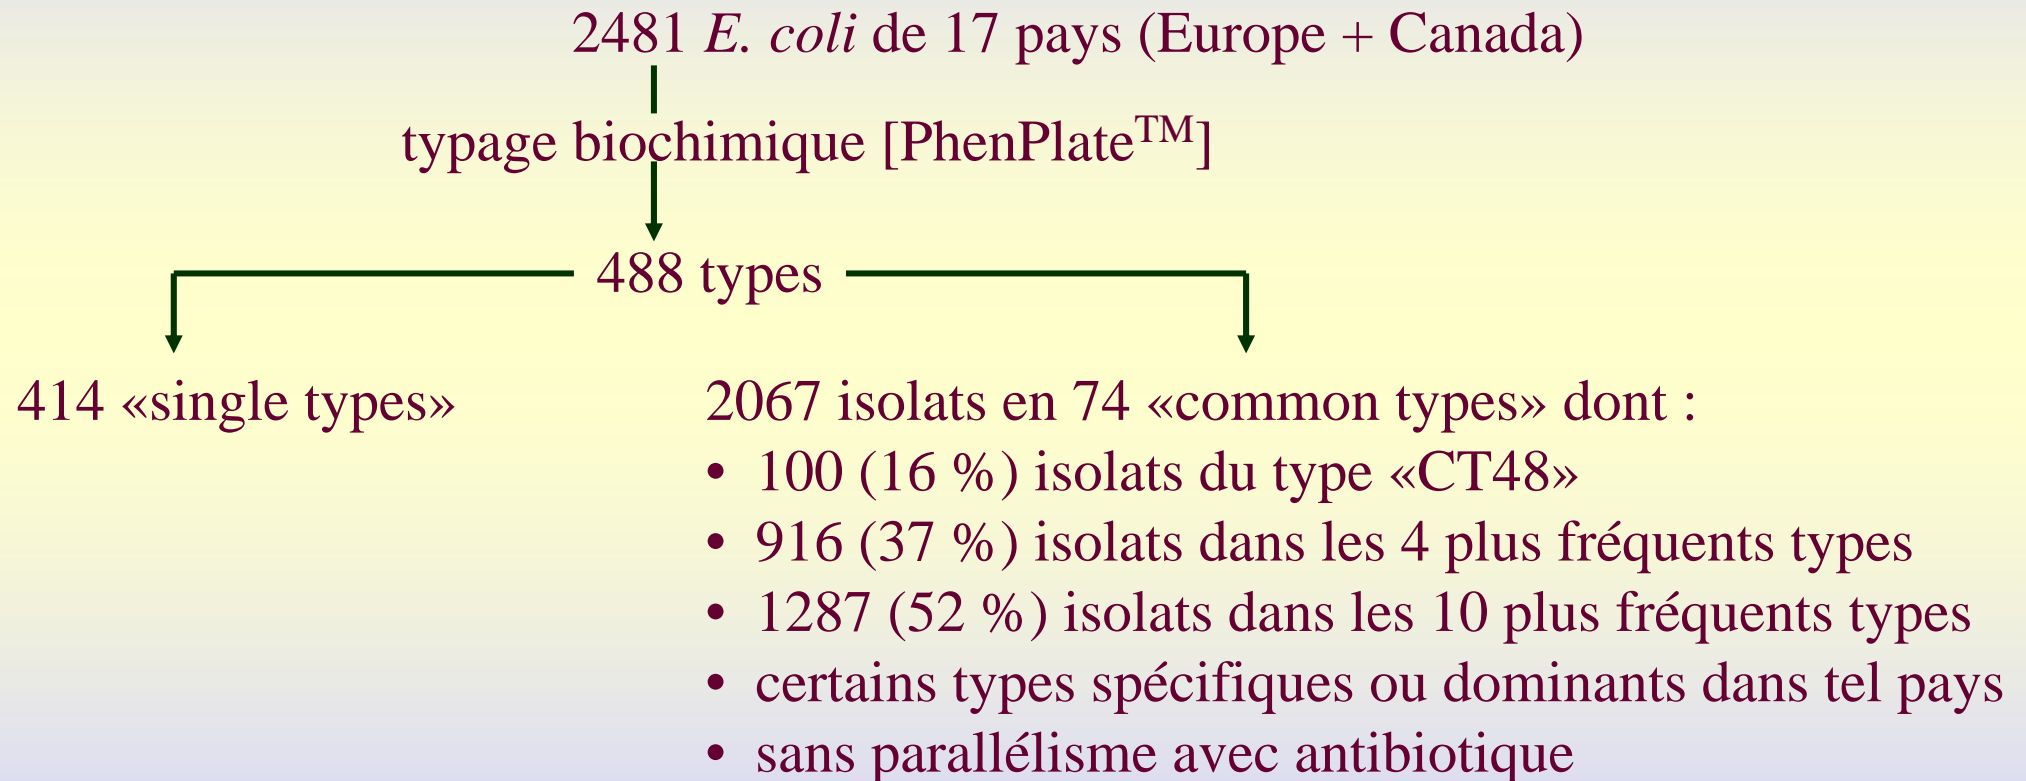 2481 E. coli de 17 pays (Europe + Canada)
typage biochimique [PhenPlateTM]
488 types
414 «single types»
2067 isolats en 74 «common types» dont :
• 100 (16 %) isolats du type «CT48»
• 916 (37 %) isolats dans les 4 plus fréquents types
• 1287 (52 %) isolats dans les 10 plus fréquents types
• certains types spécifiques ou dominants dans tel pays
• sans parallélisme avec antibiotique